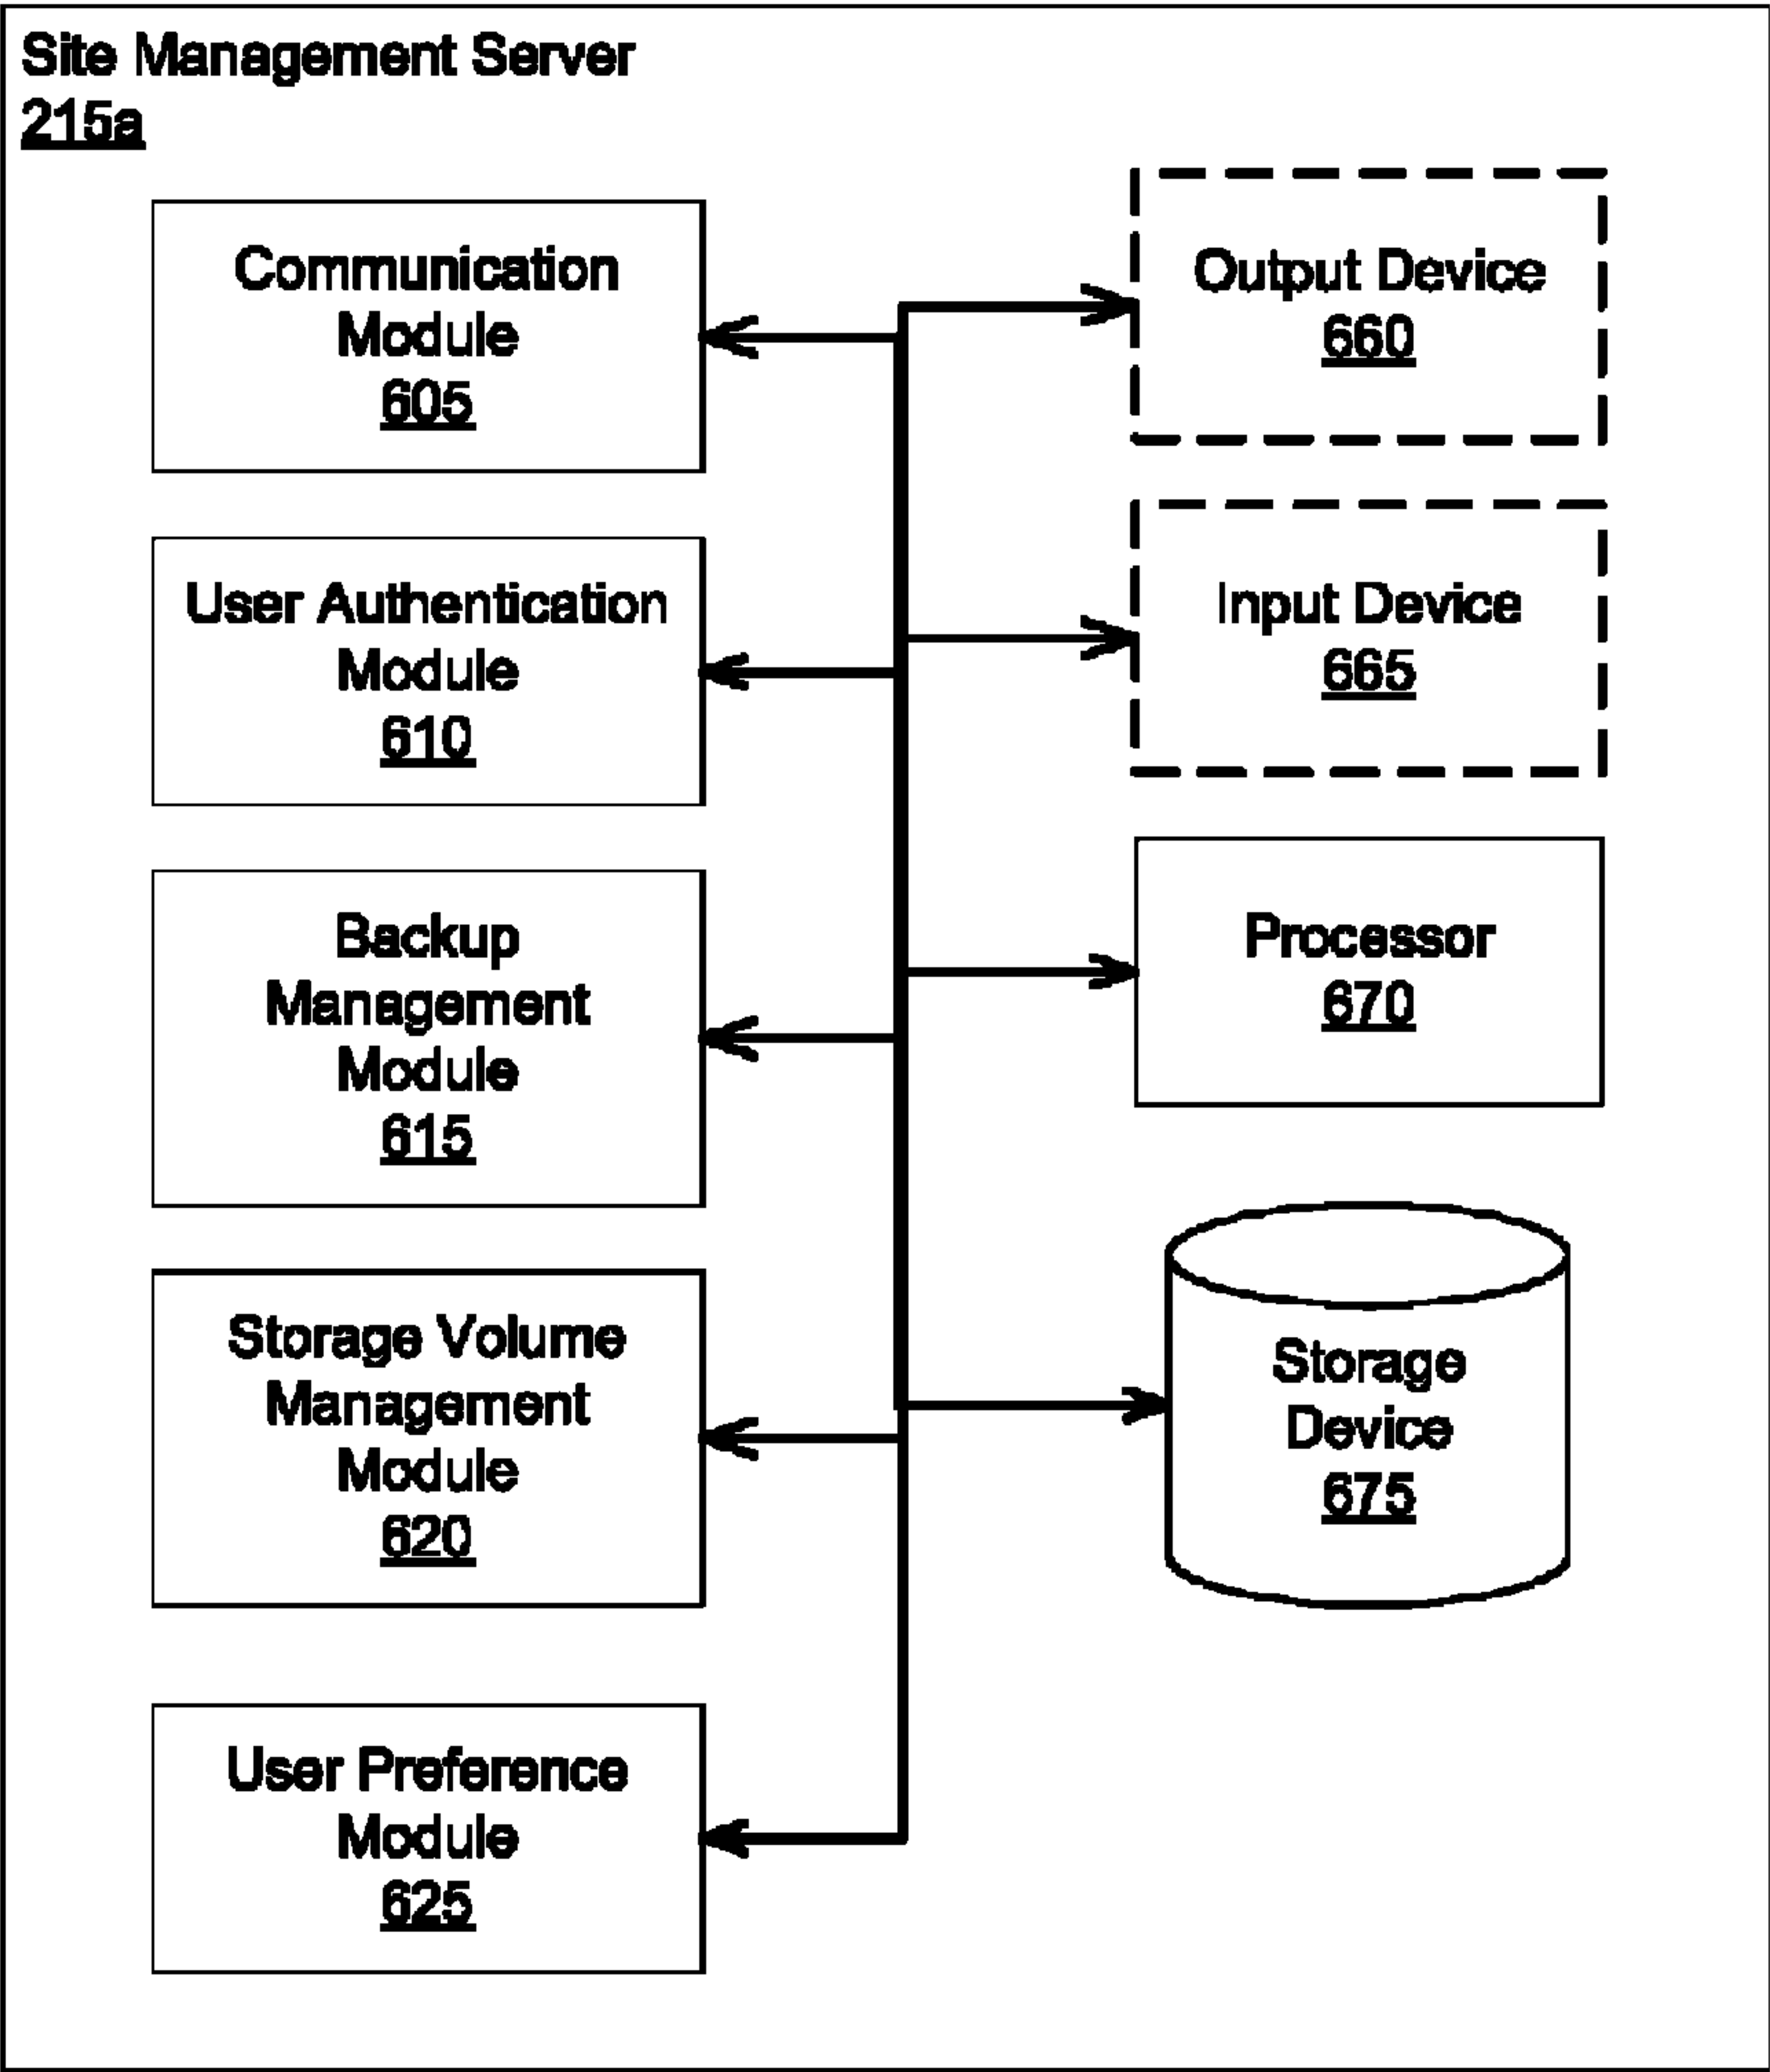 Site Management Server
215a
Communication
Module
605
User Authentication
Module
610
Backup
Management
Module
615
Storage Volume
Management
Module
620
User Preference
Module
625
Output Device
660
Input Device
665
Processor
670
Storage
Device
675